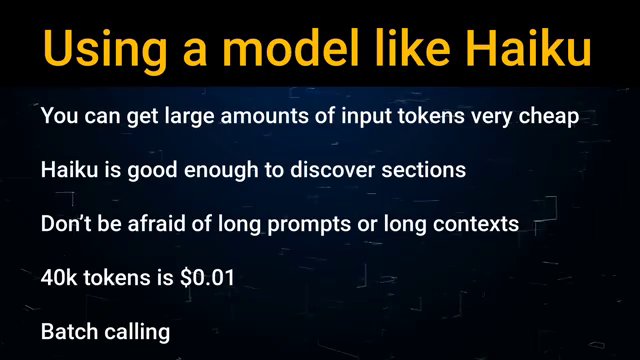 Using a model like Haiku
You can get large amounts of input tokens very cheap
Haiku is good enough to discover sections
Don't be afraid of long prompts or long contexts
40k tokens is $0.01
Batch calling